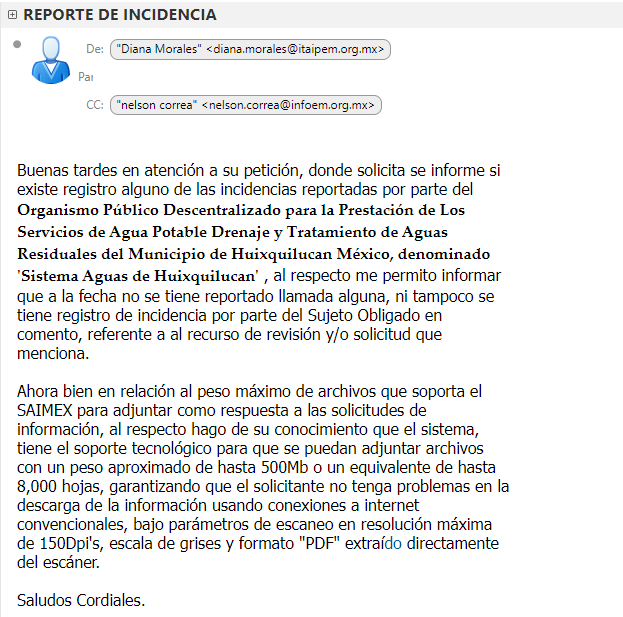 REPORTE DE INCIDENCIA
De: "Diana Morales" <diana.morales@itaipem.org.mx>
Par
CC: "nelson correa" <nelson.correa@infoem.org.mx>
Buenas tardes en atención a su petición, donde solicita se informe si
existe registro alguno de las incidencias reportadas por parte del
Organismo Público Descentralizado para la Prestación de Los
Servicios de Agua Potable Drenaje y Tratamiento de Aguas
Residuales del Municipio de Huixquilucan México, denominado
'Sistema Aguas de Huixquilucan' , al respecto me permito informar
que a la fecha no se tiene reportado llamada alguna, ni tampoco se
tiene registro de incidencia por parte del Sujeto Obligado en
comento, referente a al recurso de revisión y/o solicitud que
menciona.
Ahora bien en relación al peso máximo de archivos que soporta el
SAIMEX para adjuntar como respuesta a las solicitudes de
información, al respecto hago de su conocimiento que el sistema,
tiene el soporte tecnológico para que se puedan adjuntar archivos
con un peso aproximado de hasta 500Mb o un equivalente de hasta
8,000 hojas, garantizando que el solicitante no tenga problemas en la
descarga de la información usando conexiones a internet
convencionales, bajo parámetros de escaneo en resolución máxima
de 150Dpi's, escala de grises y formato "PDF" extraído directamente
del escáner.
Saludos Cordiales.